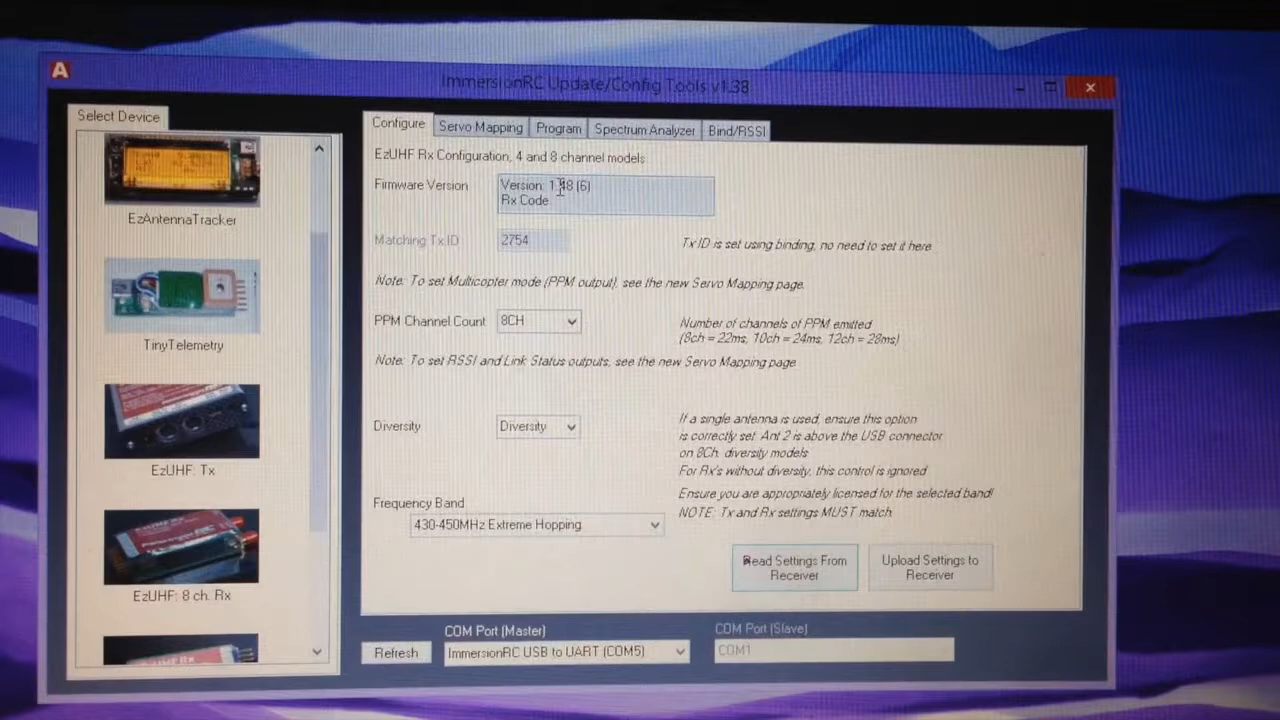 A
ImmersionRC Update/Config Tools v1.38
Select Device
EzAntennaTracker
TinyTelemetry
EzUHF: Tx
EzUHF: 8 ch. Rx
Configure
Servo Mapping
Program
Spectrum Analyzer
Bind/RSSI
EzUHF Rx Configuration, 4 and 8 channel models
Firmware Version
Version: 1.48 (6)
Rx Code
Matching Tx ID
2754
Tx ID is set using binding, no need to set it here
Note: To set Multicopter mode (PPM output), see the new Servo Mapping page.
PPM Channel Count
8CH
Number of channels of PPM emitted
(8ch = 22ms, 10ch = 24ms, 12ch = 28ms)
Note: To set RSSI and Link Status outputs, see the new Servo Mapping page
Diversity
Diversity
If a single antenna is used, ensure this option
is correctly set. Ant 2 is above the USB connector
on 8Ch. diversity models
For Rx's without diversity, this control is ignored
Frequency Band
430-450MHz Extreme Hopping
Ensure you are appropriately licensed for the selected band!
NOTE: Tx and Rx settings MUST match
Read Settings From
Receiver
Upload Settings to
Receiver
Refresh
COM Port (Master)
ImmersionRC USB to UART (COM5)
COM Port (Slave)
COM1